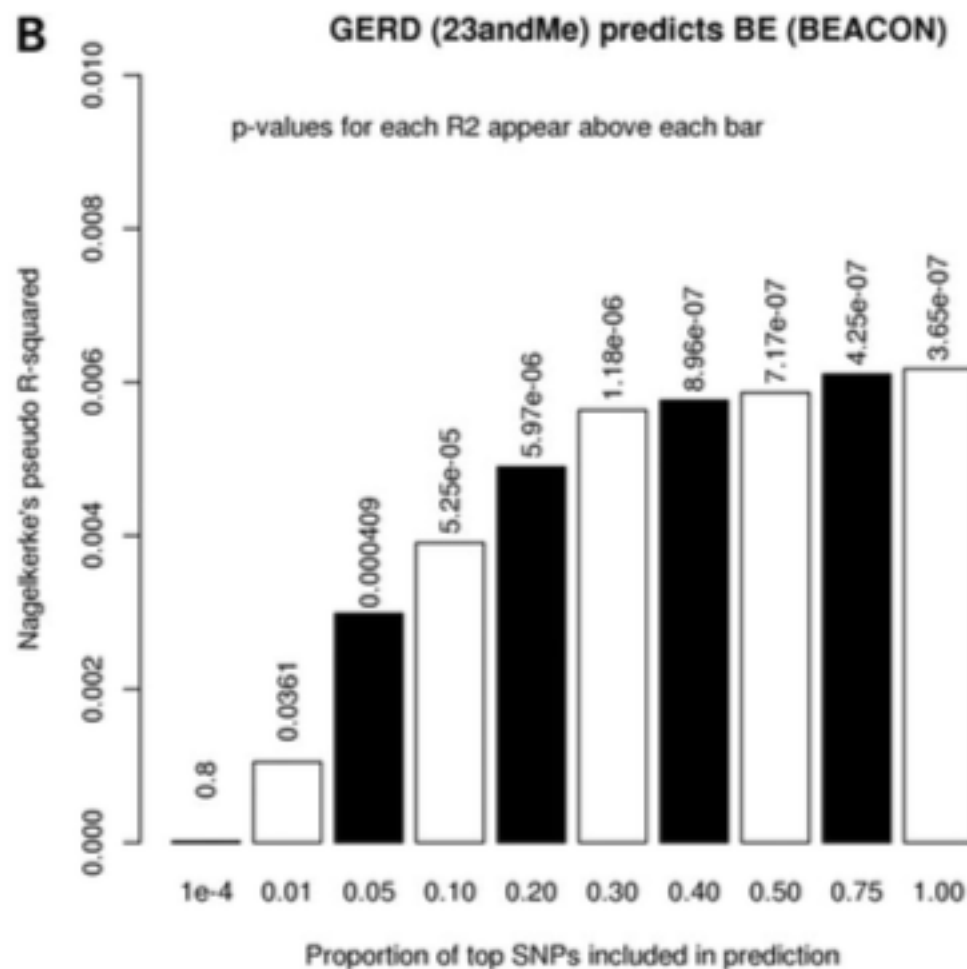 B
GERD (23andMe) predicts BE (BEACON)
p-values for each R2 appear above each bar
Nagelkerke's pseudo R-squared
0.010
0.008
0.006
0.004
0.002
0.000
0.8
0.0361
0.000409
5.25e-05
5.97e-06
1.18e-06
8.96e-07
7.17e-07
4.25e-07
3.65e-07
1e-4 0.01 0.05 0.10 0.20 0.30 0.40 0.50 0.75 1.00
Proportion of top SNPs included in prediction